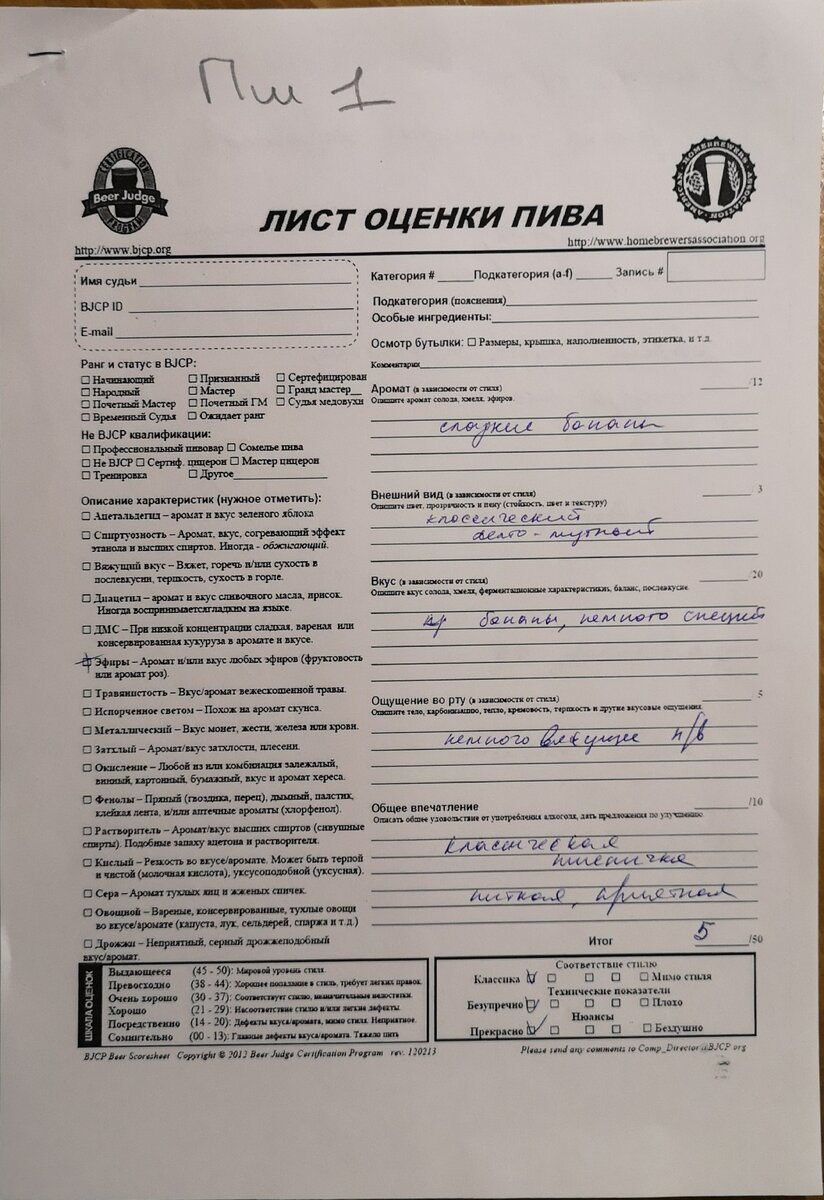 Пш 1
CERTIFICATION
Beer Judge
PROGRAM
AMERICAN HOMEBREWERS ASSOCIATION
ЛИСТ ОЦЕНКИ ПИВА
http://www.bjcp.org
http://www.homebrewersassociation.org
Имя судьи
BJCP ID
E-mail
Категория # Подкатегория (a-f) Запись #
Подкатегория (пояснения)
Особые ингредиенты:
Осмотр бутылки: Размеры, крышка, наполненность, этикетка, и т.д.
Комментарии
Ранг и статус в BJCP:
Начинающий Признанный Сертефицирован
Народный Мастер Гранд мастер
Почетный Мастер Почетный ГМ Судья медовухи
Временный Судья Ожидает ранг
Не BJCP квалификации:
Профессиональный пивовар Сомелье пива
Не BJCP Сертиф. цицерон Мастер цицерон
Тренировка Другое
Описание характеристик (нужное отметить):
Ацетальдегид – аромат и вкус зеленого яблока
Спиртуозность – Аромат, вкус, согревающий эффект
этанола и высших спиртов. Иногда - обжигающий.
Вяжущий вкус – Вяжет, горечь и/или сухость в
послевкусии, терпкость, сухость в горле.
Диацетил – аромат и вкус сливочного масла, ирисок.
Иногда воспринимаетсягладким на языке.
ДМС – При низкой концентрации сладкая, вареная или
консервированная кукуруза в аромате и вкусе.
Эфиры – Аромат и/или вкус любых эфиров (фруктовость
или аромат роз).
Травянистость – Вкус/аромат вежескошенной травы.
Испорченное светом – Похож на аромат скунса.
Металлический – Вкус монет, жести, железа или крови.
Затхлый – Аромат/вкус затхлости, плесени.
Окисление – Любой из или комбинация залежалый,
винный, картонный, бумажный, вкус и аромат хереса.
Фенолы – Пряный (гвоздика, перец), дымный, пластик,
клейкая лента, и/или аптечные ароматы (хлорфенол).
Растворитель – Аромат/вкус высших спиртов (сивушные
спирты). Подобные запаху ацетона и растворителя.
Кислый – Резкость во вкусе/аромате. Может быть терпой
и чистой (молочная кислота), уксусоподобной (уксусная).
Сера – Аромат тухлых яиц и жженых спичек.
Овощной – Вареные, консервированные, тухлые овощи
во вкусе/аромате (капуста, лук, сельдерей, спаржа и т.д.)
Дрожжи – Неприятный, серный дрожжеподобный
вкус/аромат.
Аромат (в зависимости от стиля) /12
Опишите аромат солода, хмеля, эфиров.
сладкие бананы
Внешний вид (в зависимости от стиля) 3
Опишите цвет, прозрачность и пену (стойкость, цвет и текстуру)
классический
желто-мутный
Вкус (в зависимости от стиля) /20
Опишите вкус солода, хмеля, ферментационные характеристики, баланс, послевкусие.
бананы, немного специй
Ощущение во рту (в зависимости от стиля) 5
Опишите тело, карбонизацию, тепло, кремовость, терпкость и другие вкусовые ощущения.
немного вяжущее п/в
Общее впечатление /10
Описать общее удовольствие от употребления алкоголя, дать предложения по улучшению.
классическая
пшеничка
питкая, приятная
Итог 5 /50
ШКАЛА ОЦЕНОК
Выдающееся (45 - 50): Мировой уровень стиля.
Превосходно (38 - 44): Хорошее попадание в стиль, требует легких правок.
Очень хорошо (30 - 37): Соответствует стилю, незначительные недостатки.
Хорошо (21 - 29): Несоответствие стилю и/или легкие дефекты.
Посредственно (14 - 20): Дефекты вкуса/аромата, мимо стиля. Неприятное.
Сомнительно (00 - 13): Главные дефекты вкуса/аромата. Тяжело пить
Соответствие стилю
Классика Мимо стиля
Технические показатели
Безупречно Плохо
Нюансы
Прекрасно Бездушно
BJCP Beer Scoresheet Copyright © 2012 Beer Judge Certification Program rev. 120213
Please send any comments to Comp_Director@BJCP.org